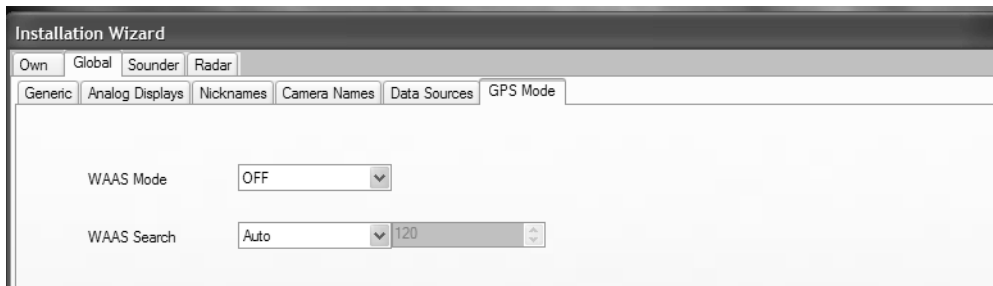 Installation Wizard
Own Global Sounder Radar
Generic Analog Displays Nicknames Camera Names Data Sources GPS Mode
WAAS Mode OFF
WAAS Search Auto 120